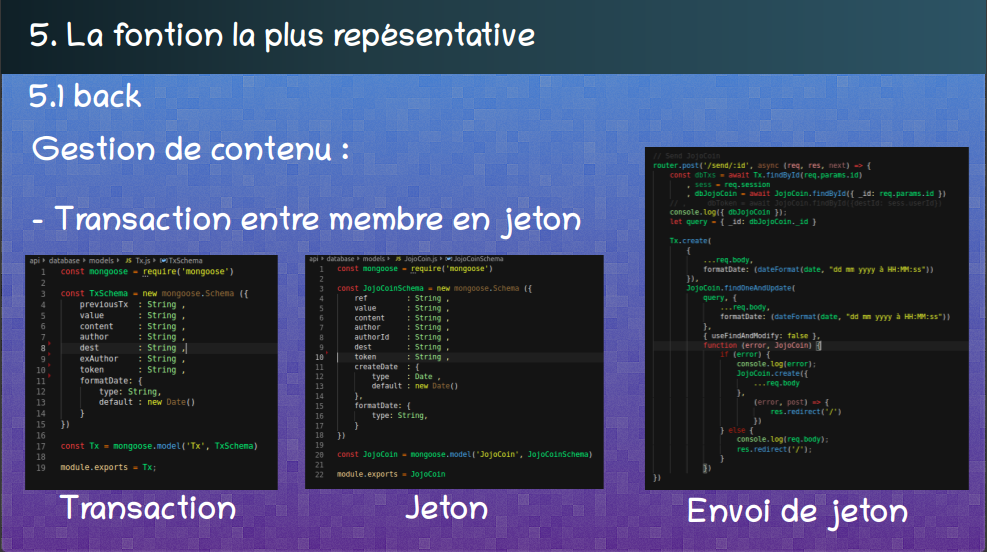 5. La fontion la plus repésentative
5.1 back
Gestion de contenu :
- Transaction entre membre en jeton
api › database › models › JS Tx.js › TxSchema
1 const mongoose = require('mongoose')
2
3 const TxSchema = new mongoose.Schema ({
4 previousTx : String ,
5 value : String ,
6 content : String ,
7 author : String ,
8 dest : String ,
9 exAuthor : String ,
10 token : String ,
11 formatDate: {
12 type: String,
13 default : new Date()
14 }
15 })
16
17 const Tx = mongoose.model('Tx', TxSchema)
18
19 module.exports = Tx;
Transaction
api › database › models › JS JojoCoin.js › JojoCoinSchema
1 const mongoose = require('mongoose')
2
3 const JojoCoinSchema = new mongoose.Schema ({
4 ref : String ,
5 value : String ,
6 content : String ,
7 author : String ,
8 authorId : String ,
9 dest : String ,
10 token : String ,
11 createDate : {
12 type : Date ,
13 default : new Date()
14 },
15 formatDate: {
16 type: String,
17 }
18 })
19
20 const JojoCoin = mongoose.model('JojoCoin', JojoCoinSchema)
21
22 module.exports = JojoCoin
Jeton
// Send JojoCoin
router.post('/send/:id', async (req, res, next) => {
const dbTxs = await Tx.findById(req.params.id)
, sess = req.session
, dbJojoCoin = await JojoCoin.findById({ _id: req.params.id })
// , dbToken = await JojoCoin.findById({destId: sess.userId})
console.log({ dbJojoCoin });
let query = { _id: dbJojoCoin._id }
Tx.create(
{
...req.body,
formatDate: (dateFormat(date, "dd mm yyyy à HH:MM:ss"))
}),
JojoCoin.findOneAndUpdate(
query, {
...req.body,
formatDate: (dateFormat(date, "dd mm yyyy à HH:MM:ss"))
},
{ useFindAndModify: false },
function (error, JojoCoin) {
if (error) {
console.log(error);
JojoCoin.create({
...req.body
},
(error, post) => {
res.redirect('/')
})
} else {
console.log(req.body);
res.redirect('/');
}
})
})
Envoi de jeton